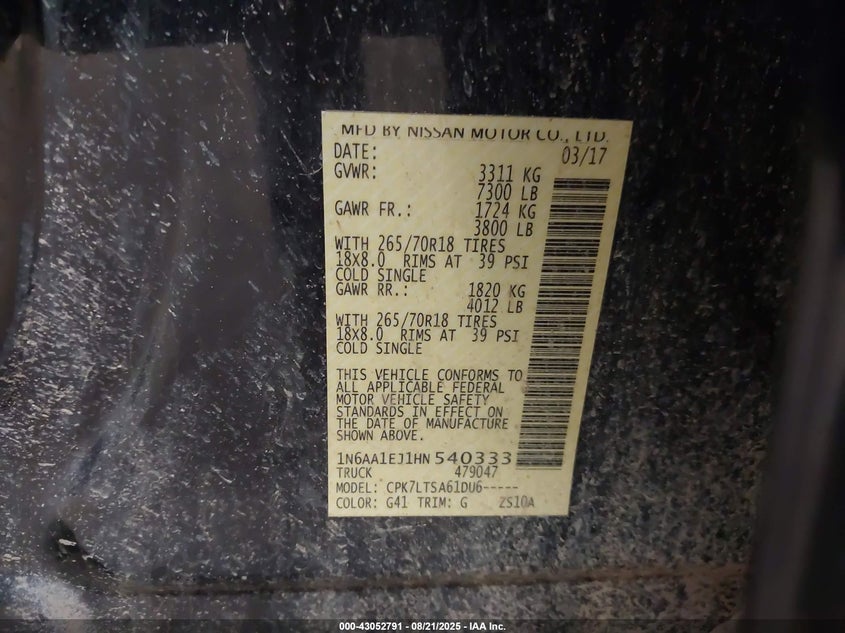 MFD BY NISSAN MOTOR CO., LTD.
DATE: 03/17
GVWR: 3311 KG
7300 LB
GAWR FR.: 1724 KG
3800 LB
WITH 265/70R18 TIRES
18X8.0 RIMS AT 39 PSI
COLD SINGLE
GAWR RR.: 1820 KG
4012 LB
WITH 265/70R18 TIRES
18X8.0 RIMS AT 39 PSI
COLD SINGLE
THIS VEHICLE CONFORMS TO
ALL APPLICABLE FEDERAL
MOTOR VEHICLE SAFETY
STANDARDS IN EFFECT ON
THE DATE OF MANUFACTURE
SHOWN ABOVE.
1N6AA1EJ1HN540333
TRUCK 479047
MODEL: CPK7LTSA61DU6-----
COLOR: G41 TRIM: G ZS10A
000-43052791 - 08/21/2025 - IAA Inc.